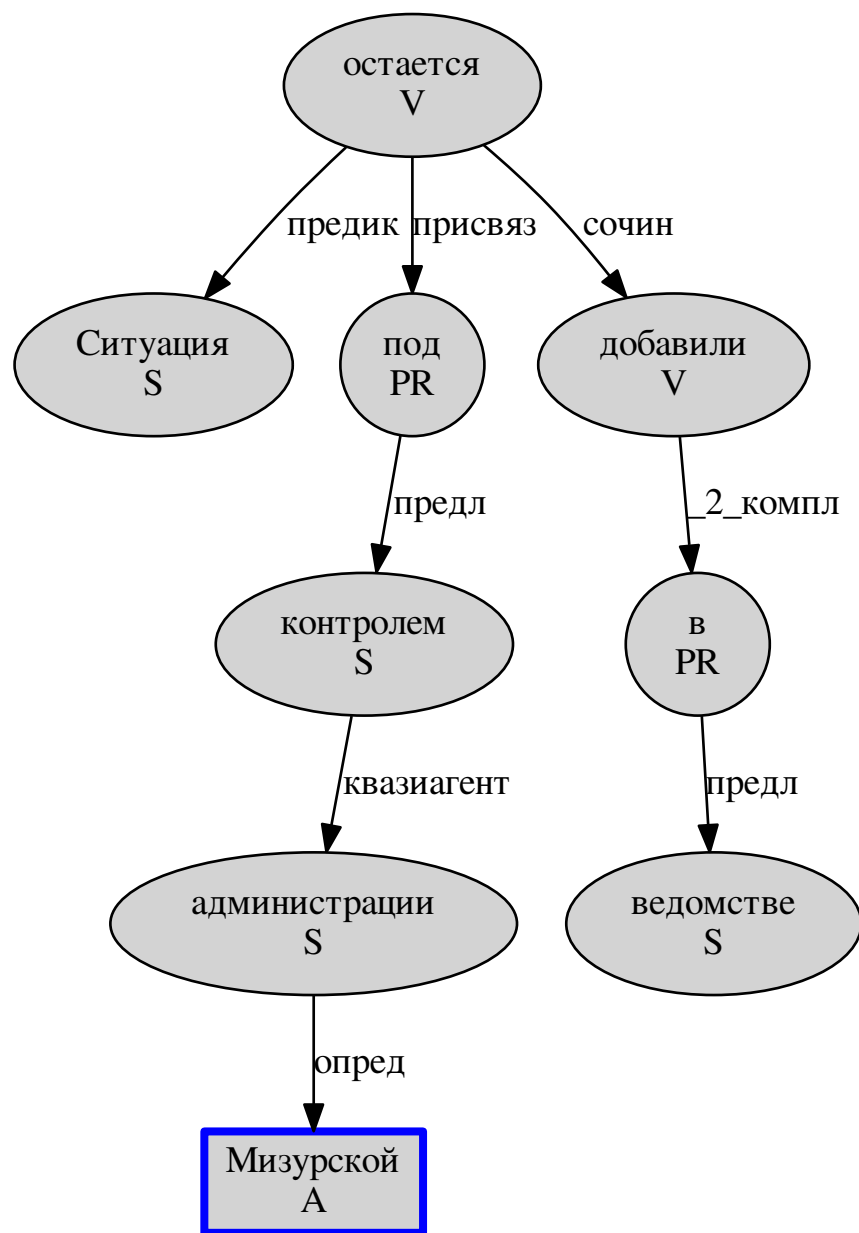 остается
V
предик
присвяз
сочин
Ситуация
S
под
PR
добавили
V
предл
_2_компл
контролем
S
в
PR
квазиагент
предл
администрации
S
ведомстве
S
опред
Мизурской
A